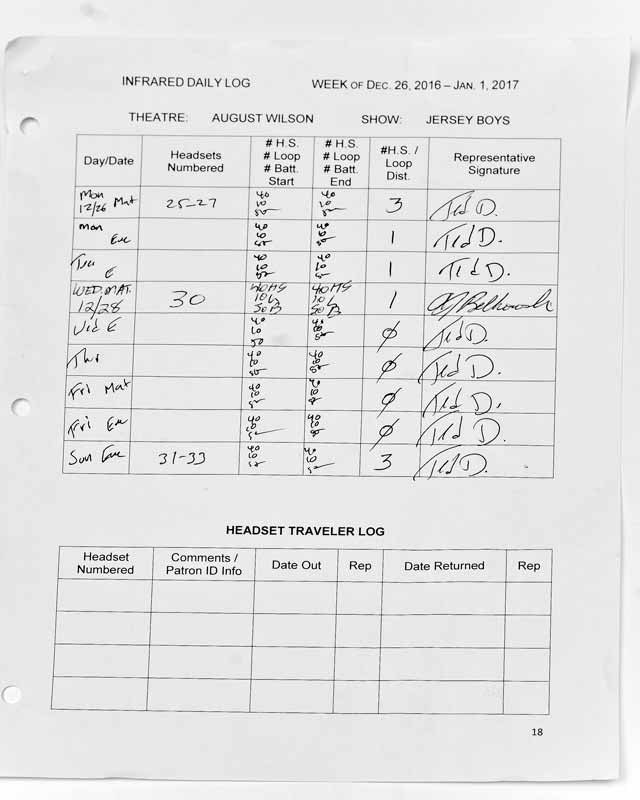 INFRARED DAILY LOG WEEK OF DEC. 26, 2016 – JAN. 1, 2017
THEATRE: AUGUST WILSON SHOW: JERSEY BOYS
Day/Date Headsets Numbered # H.S. # Loop # Batt. Start # H.S. # Loop # Batt. End #H.S. / Loop Dist. Representative Signature
Mon 12/26 Mat 25-27 40 10 50 40 10 50 3 Ted D.
Mon Eve 40 10 50 40 10 50 1 Ted D.
Tue E 40 10 50 40 10 50 1 Ted D.
WED. MAT. 12/28 30 40HS 10L 50B 40HS 10L 50B 1
Wed E 40 10 50 40 10 50 Ø Ted D.
Thu 40 10 50 40 10 50 Ø Ted D.
Fri Mat 40 10 50 40 10 Ø Ted D.
Fri Eve 40 10 50 40 10 Ø Ted D.
Sun Eve 31-33 40 10 50 40 10 50 3 Ted D.
HEADSET TRAVELER LOG
Headset Numbered Comments / Patron ID Info Date Out Rep Date Returned Rep
18